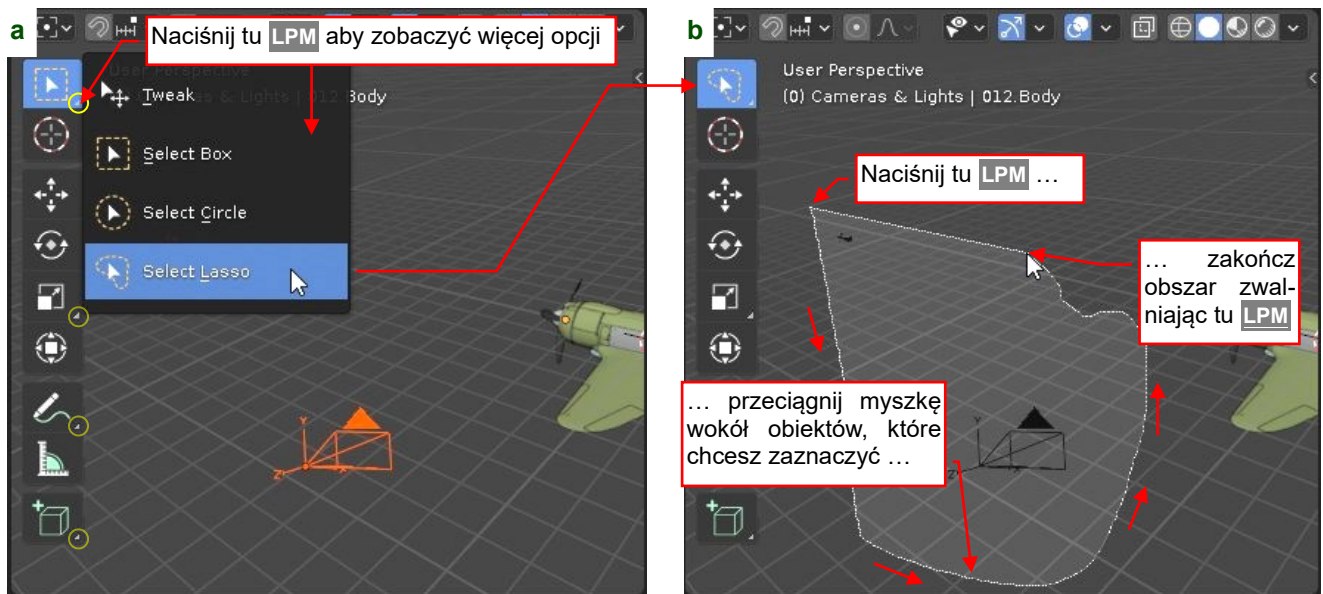 a
Naciśnij tu LPM aby zobaczyć więcej opcji
User Perspective
Tweak
s & Lights | 012.Body
Select Box
Select Circle
Select Lasso
Y
Z
b
User Perspective
(0) Cameras & Lights | 012.Body
Naciśnij tu LPM …
… zakończ
obszar zwal-
niając tu LPM
… przeciągnij myszkę
wokół obiektów, które
chcesz zaznaczyć …
Y
Z